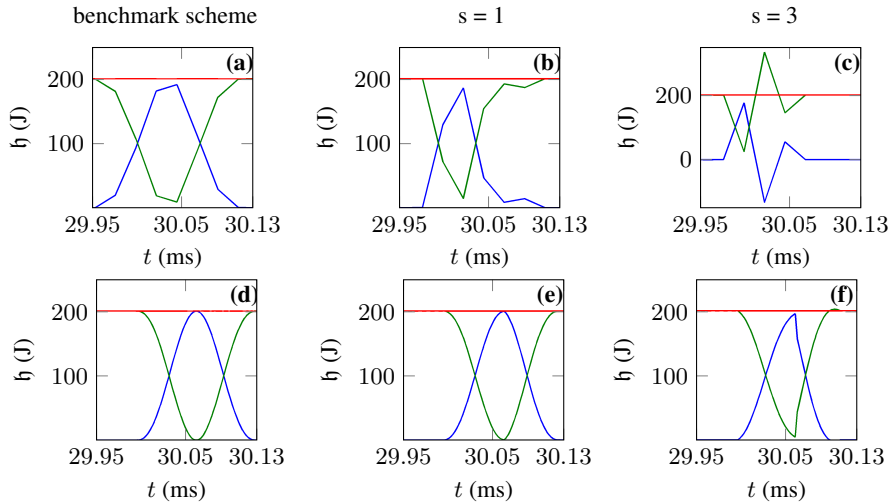 benchmark scheme
s = 1
s = 3
(a)
(b)
(c)
200
100
𝔥 (J)
29.95 30.05 30.13
t (ms)
200
100
𝔥 (J)
29.95 30.05 30.13
t (ms)
200
0
𝔥 (J)
29.95 30.05 30.13
t (ms)
(d)
(e)
(f)
200
100
𝔥 (J)
29.95 30.05 30.13
t (ms)
200
100
𝔥 (J)
29.95 30.05 30.13
t (ms)
200
100
𝔥 (J)
29.95 30.05 30.13
t (ms)